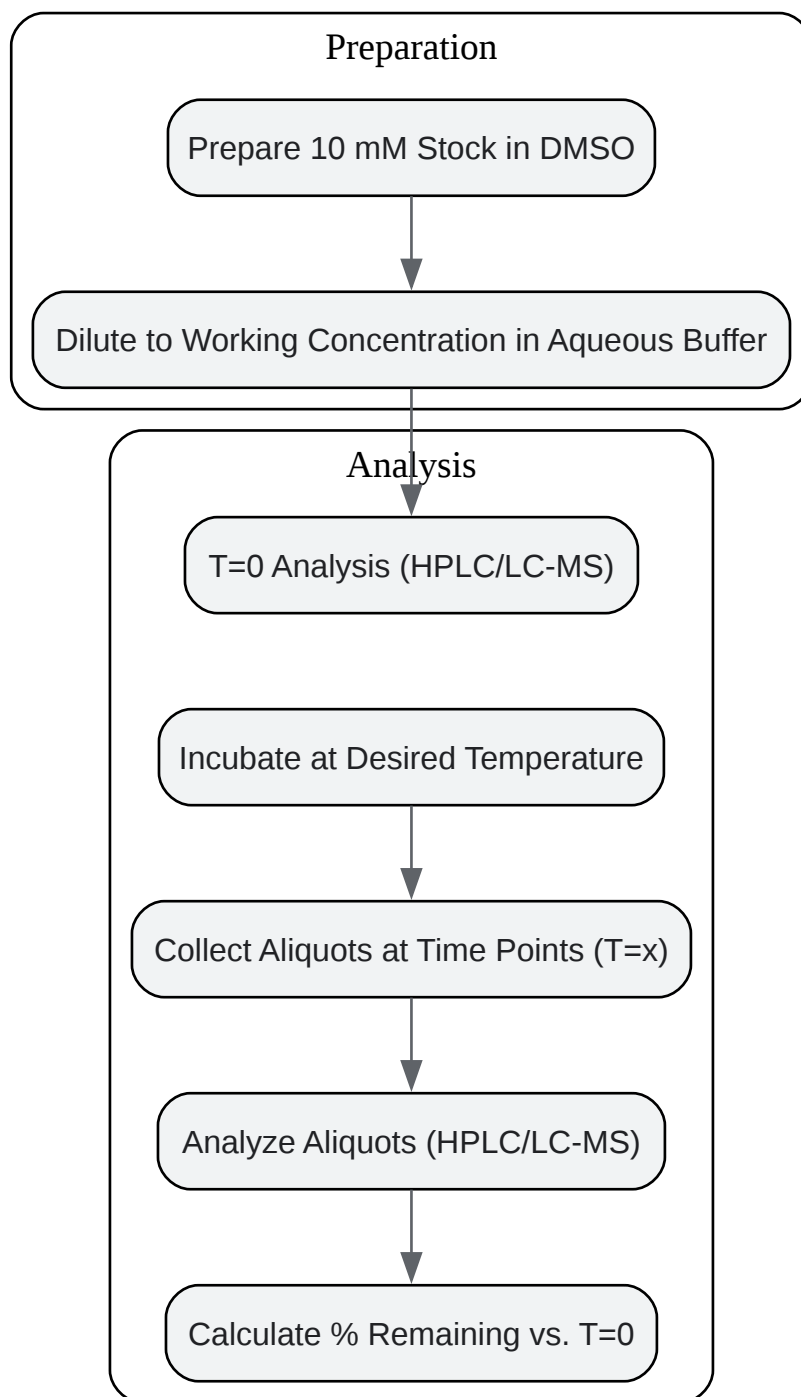 Preparation
Prepare 10 mM Stock in DMSO
Dilute to Working Concentration in Aqueous Buffer
Analysis
T=0 Analysis (HPLC/LC-MS)
Incubate at Desired Temperature
Collect Aliquots at Time Points (T=x)
Analyze Aliquots (HPLC/LC-MS)
Calculate % Remaining vs. T=0